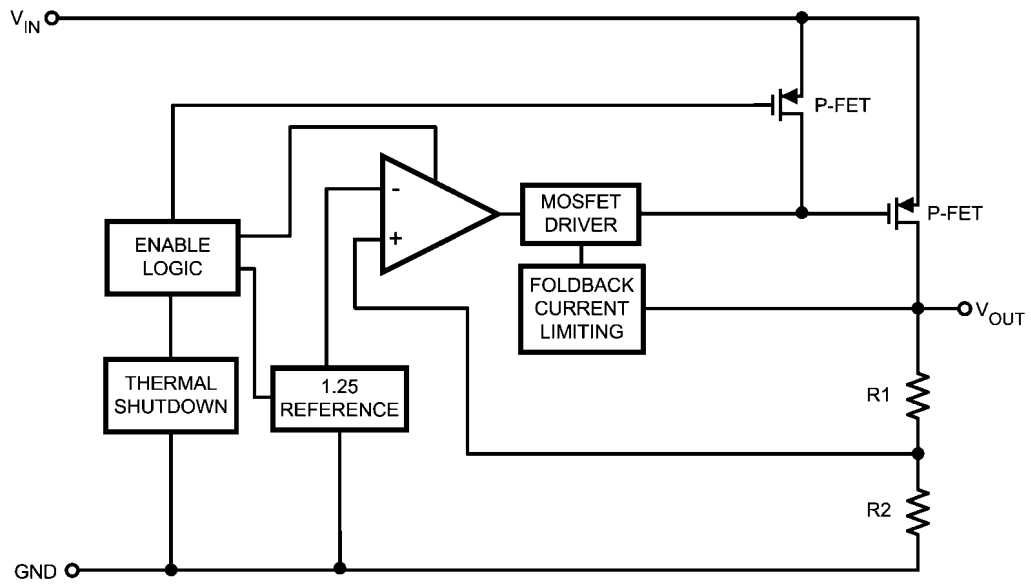 VIN
P-FET
P-FET
-
+
MOSFET
DRIVER
ENABLE
LOGIC
FOLDBACK
CURRENT
LIMITING
VOUT
THERMAL
SHUTDOWN
1.25
REFERENCE
R1
R2
GND